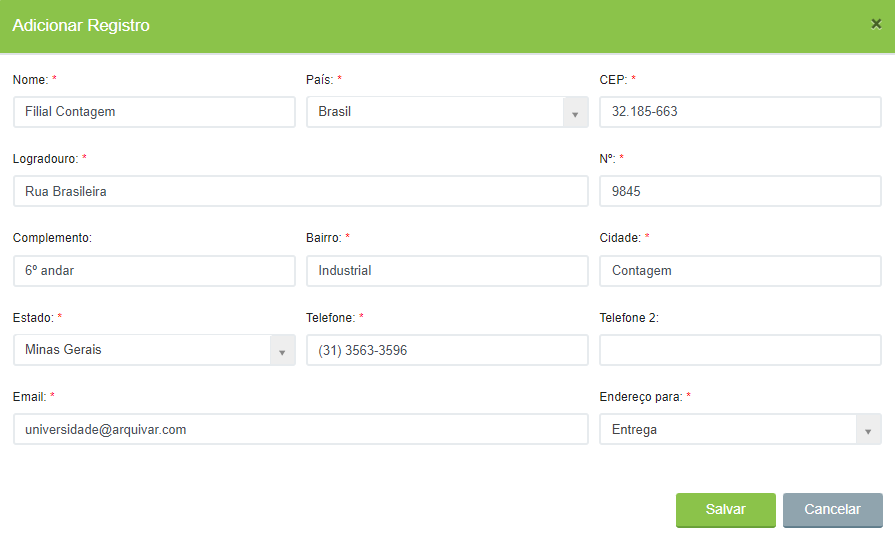 Adicionar Registro ×
Nome: * País: * CEP: *
Filial Contagem Brasil 32.185-663
Logradouro: * Nº: *
Rua Brasileira 9845
Complemento: Bairro: * Cidade: *
6º andar Industrial Contagem
Estado: * Telefone: * Telefone 2:
Minas Gerais (31) 3563-3596
Email: * Endereço para: *
universidade@arquivar.com Entrega
Salvar Cancelar